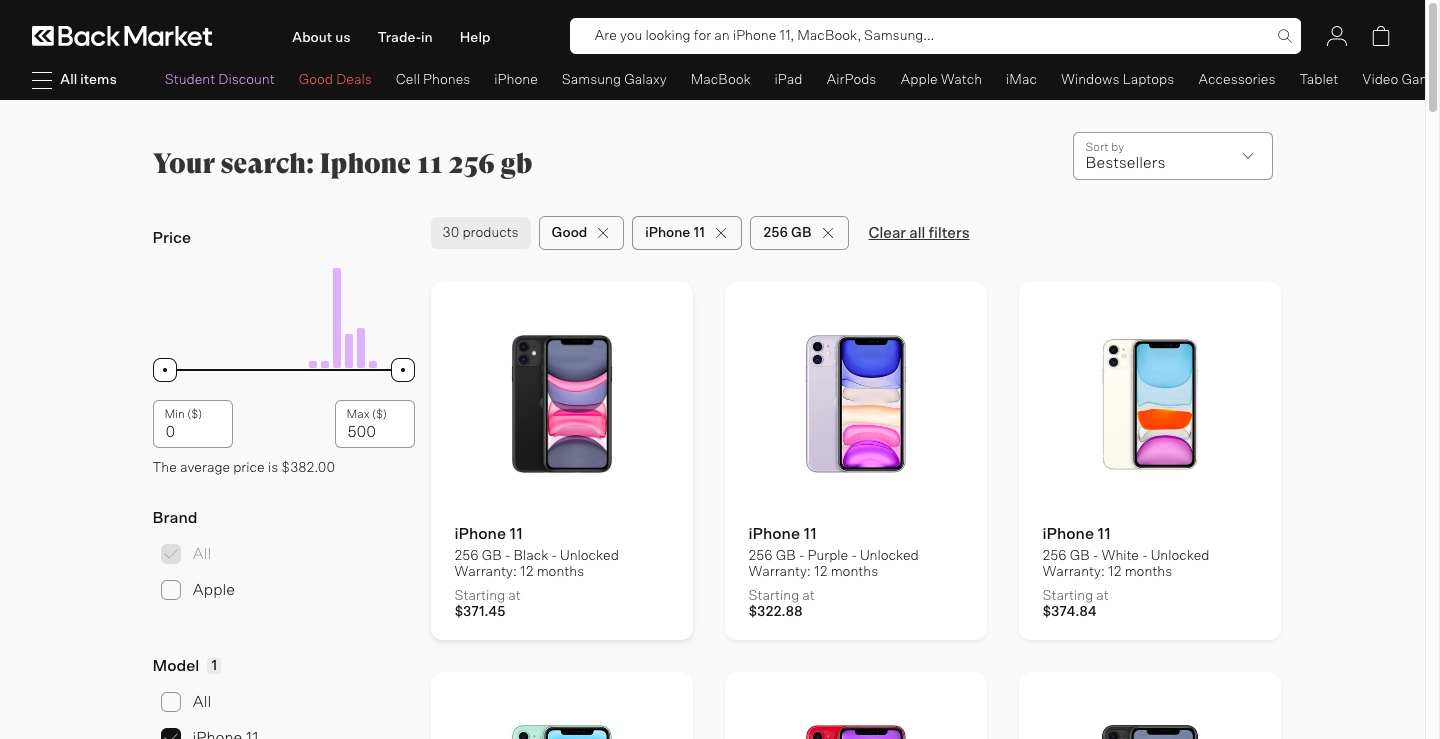 Back Market
About us
Trade-in
Help
Are you looking for an iPhone 11, MacBook, Samsung...
All items
Student Discount
Good Deals
Cell Phones
iPhone
Samsung Galaxy
MacBook
iPad
AirPods
Apple Watch
iMac
Windows Laptops
Accessories
Tablet
Video Gam
Your search: Iphone 11 256 gb
Sort by
Bestsellers
Price
30 products
Good
iPhone 11
256 GB
Clear all filters
Min ($)
0
Max ($)
500
The average price is $382.00
Brand
All
Apple
Model 1
All
iPhone 11
iPhone 11
256 GB - Black - Unlocked
Warranty: 12 months
Starting at
$371.45
iPhone 11
256 GB - Purple - Unlocked
Warranty: 12 months
Starting at
$322.88
iPhone 11
256 GB - White - Unlocked
Warranty: 12 months
Starting at
$374.84